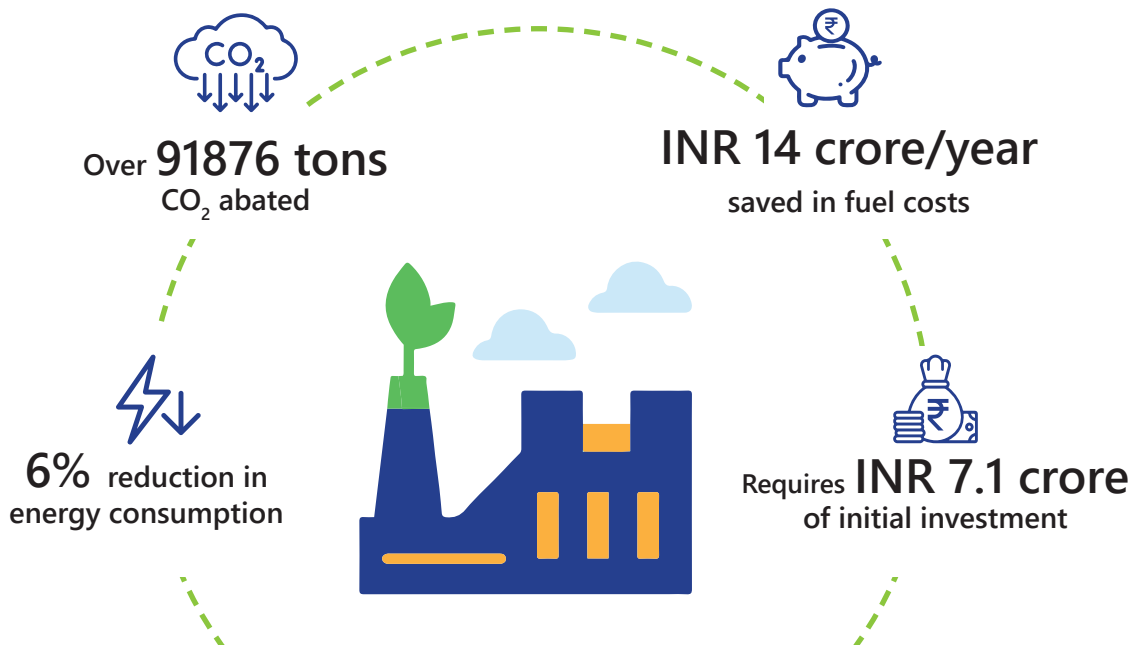 CO₂
₹
Over 91876 tons
CO₂ abated
INR 14 crore/year
saved in fuel costs
₹
6% reduction in
energy consumption
Requires INR 7.1 crore
of initial investment